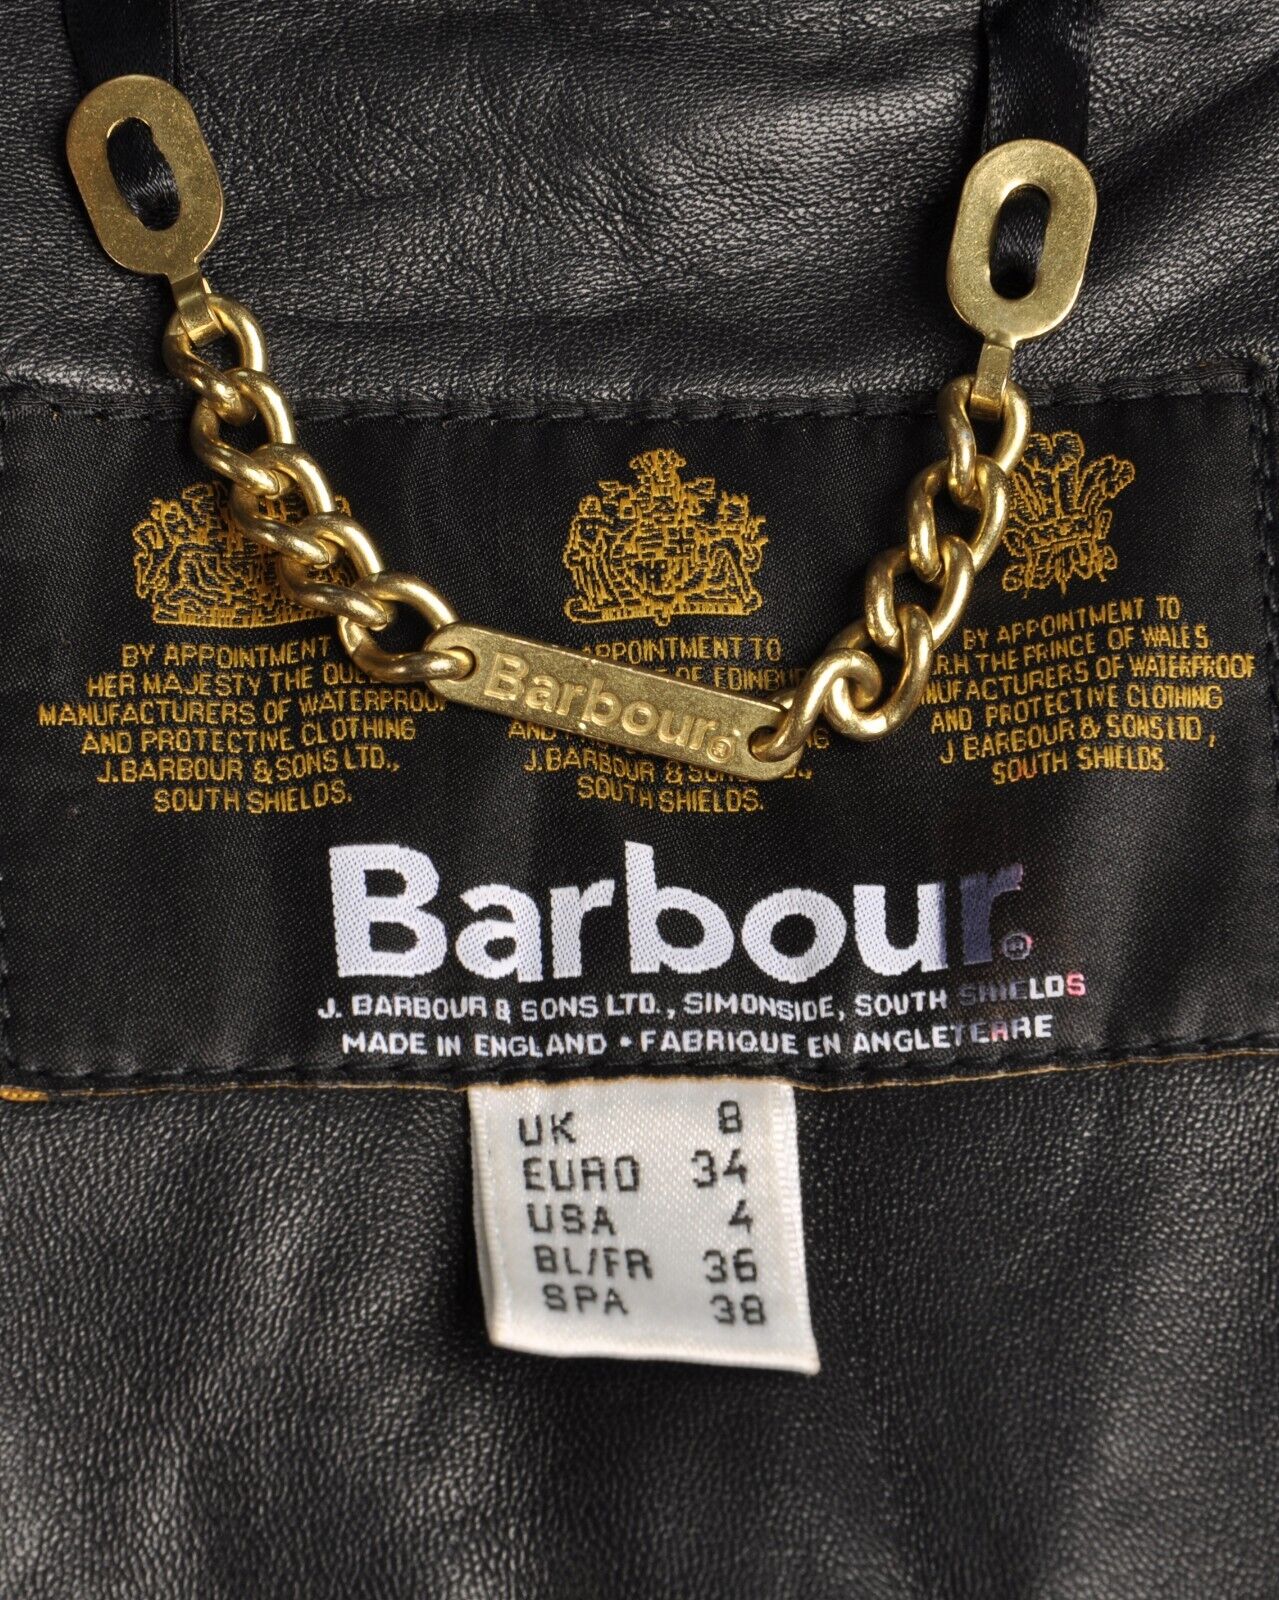 BY APPOINTMENT
HER MAJESTY THE
MANUFACTURERS OF WATERPROOF
AND PROTECTIVE CLOTHING
J. BARBOUR & SONS LTD.,
SOUTH SHIELDS.
APPOINTMENT TO
OF
J. BARBOUR &
SOUTH SHIELDS.
BY APPOINTMENT TO
THE PRINCE OF WALES
MANUFACTURERS OF WATERPROOF
AND PROTECTIVE CLOTHING
J. BARBOUR & SONS LTD,
SOUTH SHIELDS.
Barbour®
Barbour®
J. BARBOUR & SONS LTD., SIMONSIDE, SOUTH SHIELDS
MADE IN ENGLAND • FABRIQUE EN ANGLETERRE
UK 8
EURO 34
USA 4
BL/FR 36
SPA 38